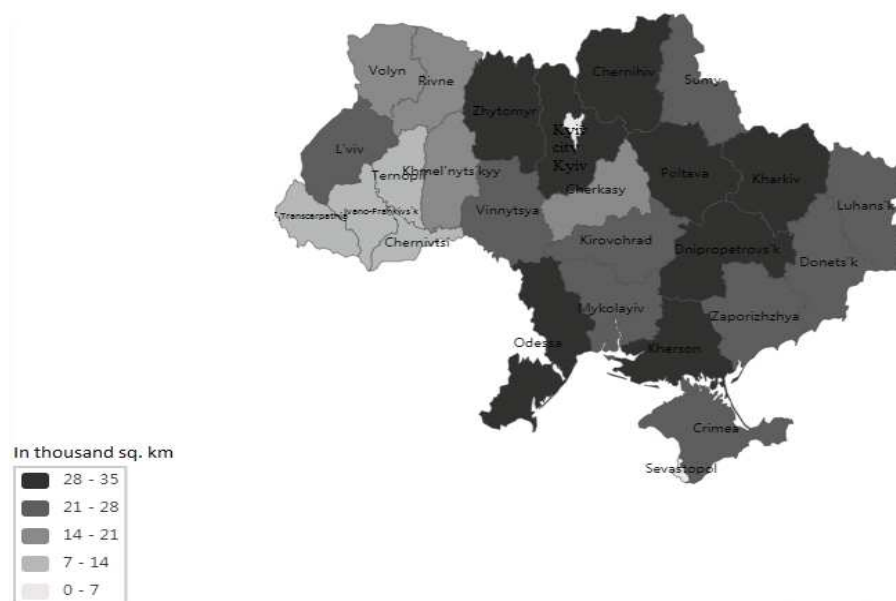 Chernihiv
Volyn
Rivne
Sumy
Zhytomyr
Kyiv
city
Kyiv
L'viv
Ternopil
Khmel'nyts'kyy
Cherkasy
Poltava
Kharkiv
Transcarpathia
Ivano-Frankivs'k
Vinnytsya
Luhans'k
Chernivtsi
Kirovohrad
Dnipropetrovs'k
Donets'k
Mykolayiv
Zaporizhzhya
Odessa
Kherson
Crimea
Sevastopol
In thousand sq. km
28 - 35
21 - 28
14 - 21
7 - 14
0 - 7